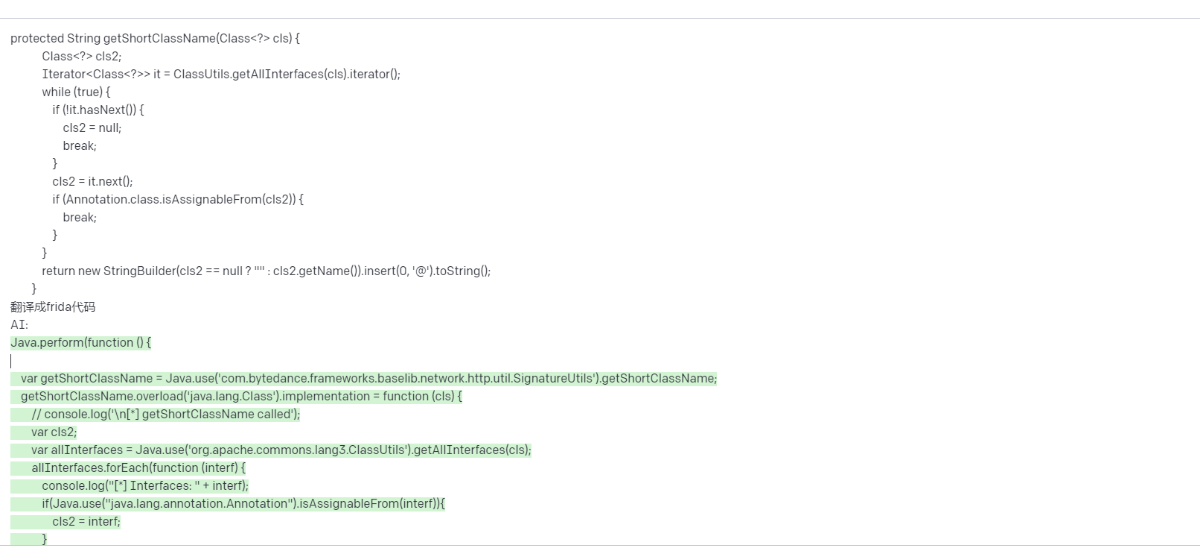 protected String getShortClassName(Class<?> cls) {
Class<?> cls2;
Iterator<Class<?>> it = ClassUtils.getAllInterfaces(cls).iterator();
while (true) {
if (!it.hasNext()) {
cls2 = null;
break;
}
cls2 = it.next();
if (Annotation.class.isAssignableFrom(cls2)) {
break;
}
}
return new StringBuilder(cls2 == null ? "" : cls2.getName()).insert(0, '@').toString();
}
翻译成frida代码
AI:
Java.perform(function () {
var getShortClassName = Java.use('com.bytedance.frameworks.baselib.network.http.util.SignatureUtils').getShortClassName;
getShortClassName.overload('java.lang.Class').implementation = function (cls) {
// console.log('\n[*] getShortClassName called');
var cls2;
var allInterfaces = Java.use('org.apache.commons.lang3.ClassUtils').getAllInterfaces(cls);
allInterfaces.forEach(function (interf) {
console.log("[*] Interfaces: " + interf);
if(Java.use("java.lang.annotation.Annotation").isAssignableFrom(interf)){
cls2 = interf;
}